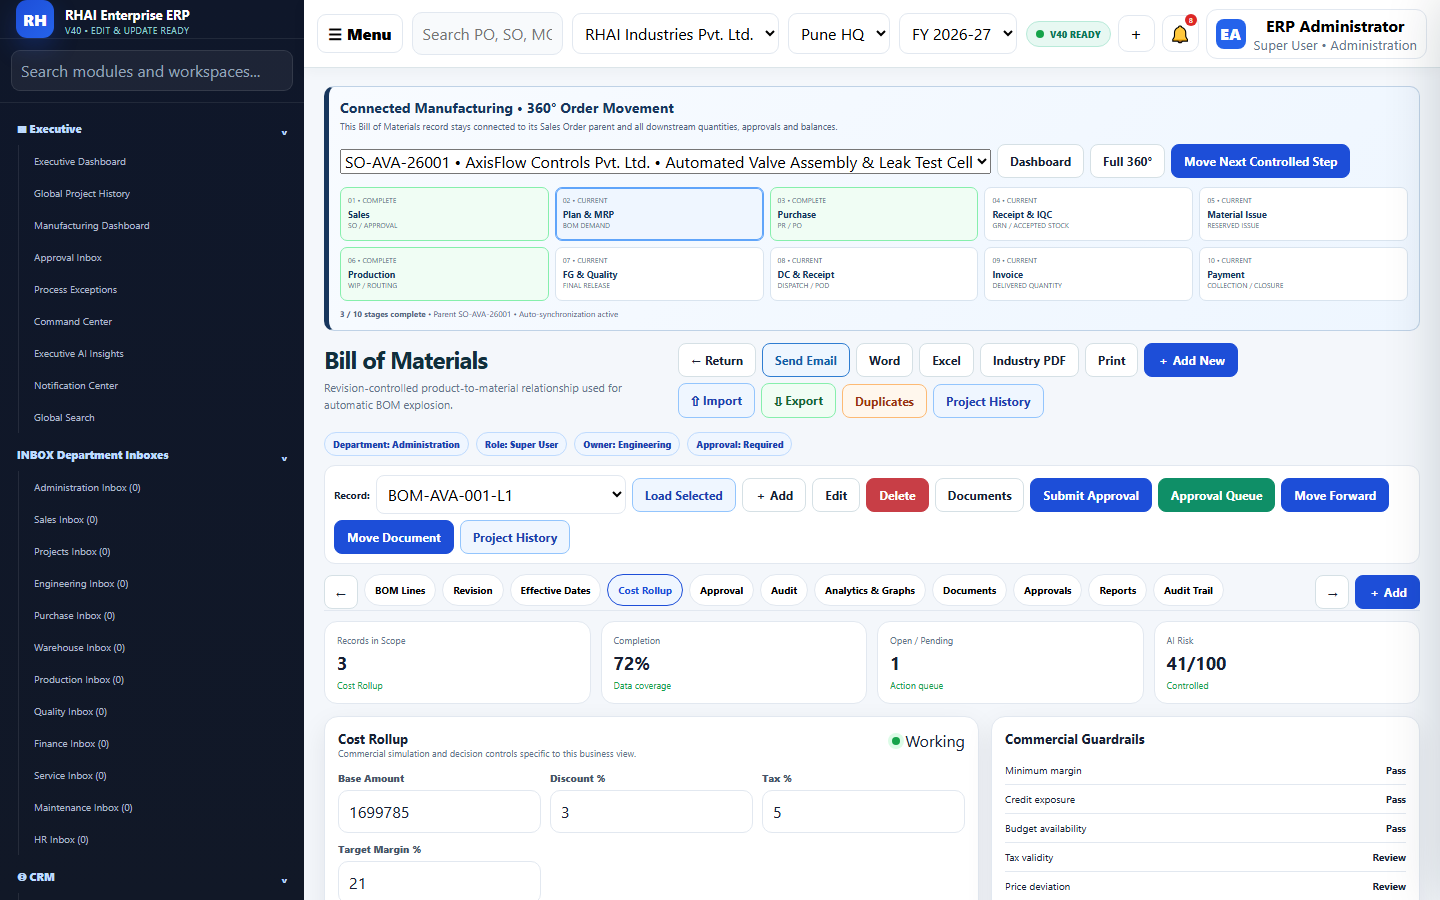 RH
RHAI Enterprise ERP
V40 • EDIT & UPDATE READY
Search modules and workspaces...
Executive
Executive Dashboard
Global Project History
Manufacturing Dashboard
Approval Inbox
Process Exceptions
Command Center
Executive AI Insights
Notification Center
Global Search
INBOX Department Inboxes
Administration Inbox (0)
Sales Inbox (0)
Projects Inbox (0)
Engineering Inbox (0)
Purchase Inbox (0)
Warehouse Inbox (0)
Production Inbox (0)
Quality Inbox (0)
Finance Inbox (0)
Service Inbox (0)
Maintenance Inbox (0)
HR Inbox (0)
CRM
☰ Menu
Search PO, SO, MC
RHAI Industries Pvt. Ltd.
Pune HQ
FY 2026-27
V40 READY
+
8
EA
ERP Administrator
Super User • Administration
Connected Manufacturing • 360° Order Movement
This Bill of Materials record stays connected to its Sales Order parent and all downstream quantities, approvals and balances.
SO-AVA-26001 • AxisFlow Controls Pvt. Ltd. • Automated Valve Assembly & Leak Test Cell
Dashboard
Full 360°
Move Next Controlled Step
01 • COMPLETE
Sales
SO / APPROVAL
02 • CURRENT
Plan & MRP
BOM DEMAND
03 • COMPLETE
Purchase
PR / PO
04 • CURRENT
Receipt & IQC
GRN / ACCEPTED STOCK
05 • CURRENT
Material Issue
RESERVED ISSUE
06 • COMPLETE
Production
WIP / ROUTING
07 • CURRENT
FG & Quality
FINAL RELEASE
08 • CURRENT
DC & Receipt
DISPATCH / POD
09 • CURRENT
Invoice
DELIVERED QUANTITY
10 • CURRENT
Payment
COLLECTION / CLOSURE
3 / 10 stages complete • Parent SO-AVA-26001 • Auto-synchronization active
Bill of Materials
Revision-controlled product-to-material relationship used for
automatic BOM explosion.
← Return
Send Email
Word
Excel
Industry PDF
Print
+ Add New
⇧ Import
⇩ Export
Duplicates
Project History
Department: Administration
Role: Super User
Owner: Engineering
Approval: Required
Record:
BOM-AVA-001-L1
Load Selected
+ Add
Edit
Delete
Documents
Submit Approval
Approval Queue
Move Forward
Move Document
Project History
←
BOM Lines
Revision
Effective Dates
Cost Rollup
Approval
Audit
Analytics & Graphs
Documents
Approvals
Reports
Audit Trail
→
+ Add
Records in Scope
3
Cost Rollup
Completion
72%
Data coverage
Open / Pending
1
Action queue
AI Risk
41/100
Controlled
Cost Rollup
Commercial simulation and decision controls specific to this business view.
Working
Base Amount
1699785
Discount %
3
Tax %
5
Target Margin %
21
Commercial Guardrails
Minimum margin Pass
Credit exposure Pass
Budget availability Pass
Tax validity Review
Price deviation Review